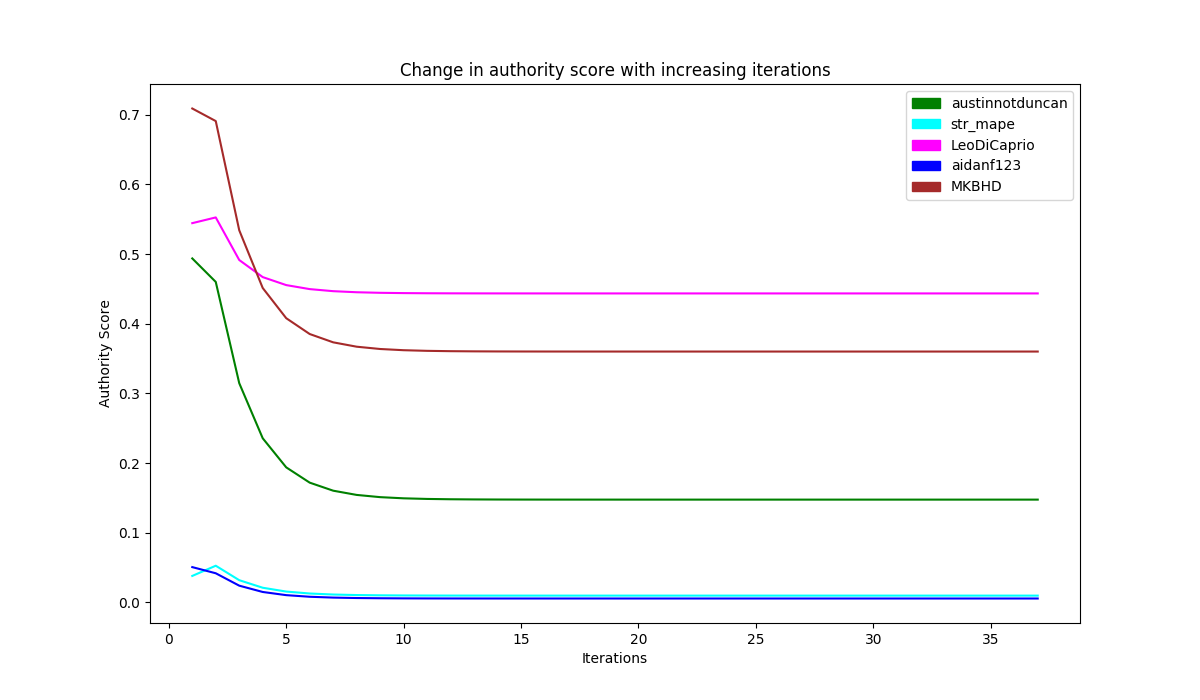 Change in authority score with increasing iterations
austinnotduncan
str_mape
LeoDiCaprio
aidanf123
MKBHD
Authority Score
0.7
0.6
0.5
0.4
0.3
0.2
0.1
0.0
0 5 10 15 20 25 30 35
Iterations